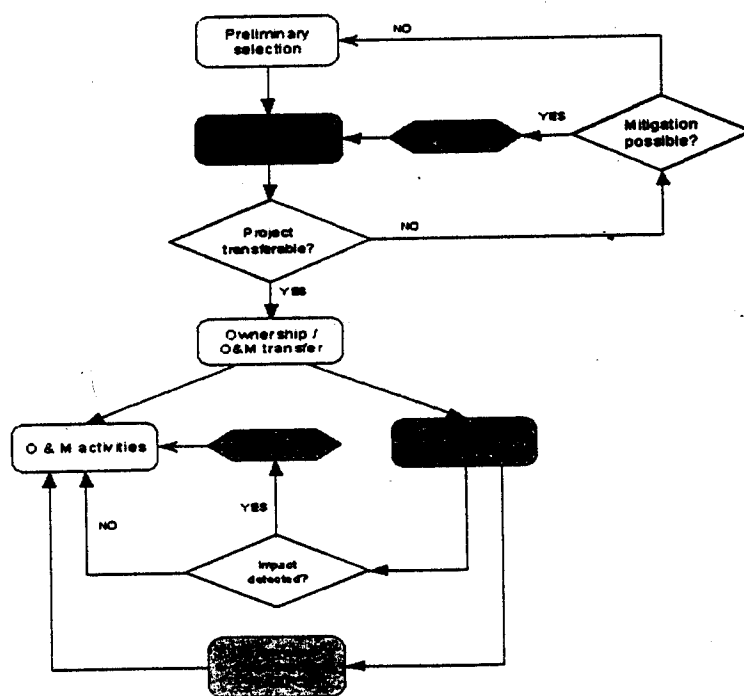 Preliminary
selection
NO
YES
Mitigation
possible?
Project
transferable?
NO
YES
Ownership /
O&M transfer
O & M activities
YES
NO
Impact
detected?